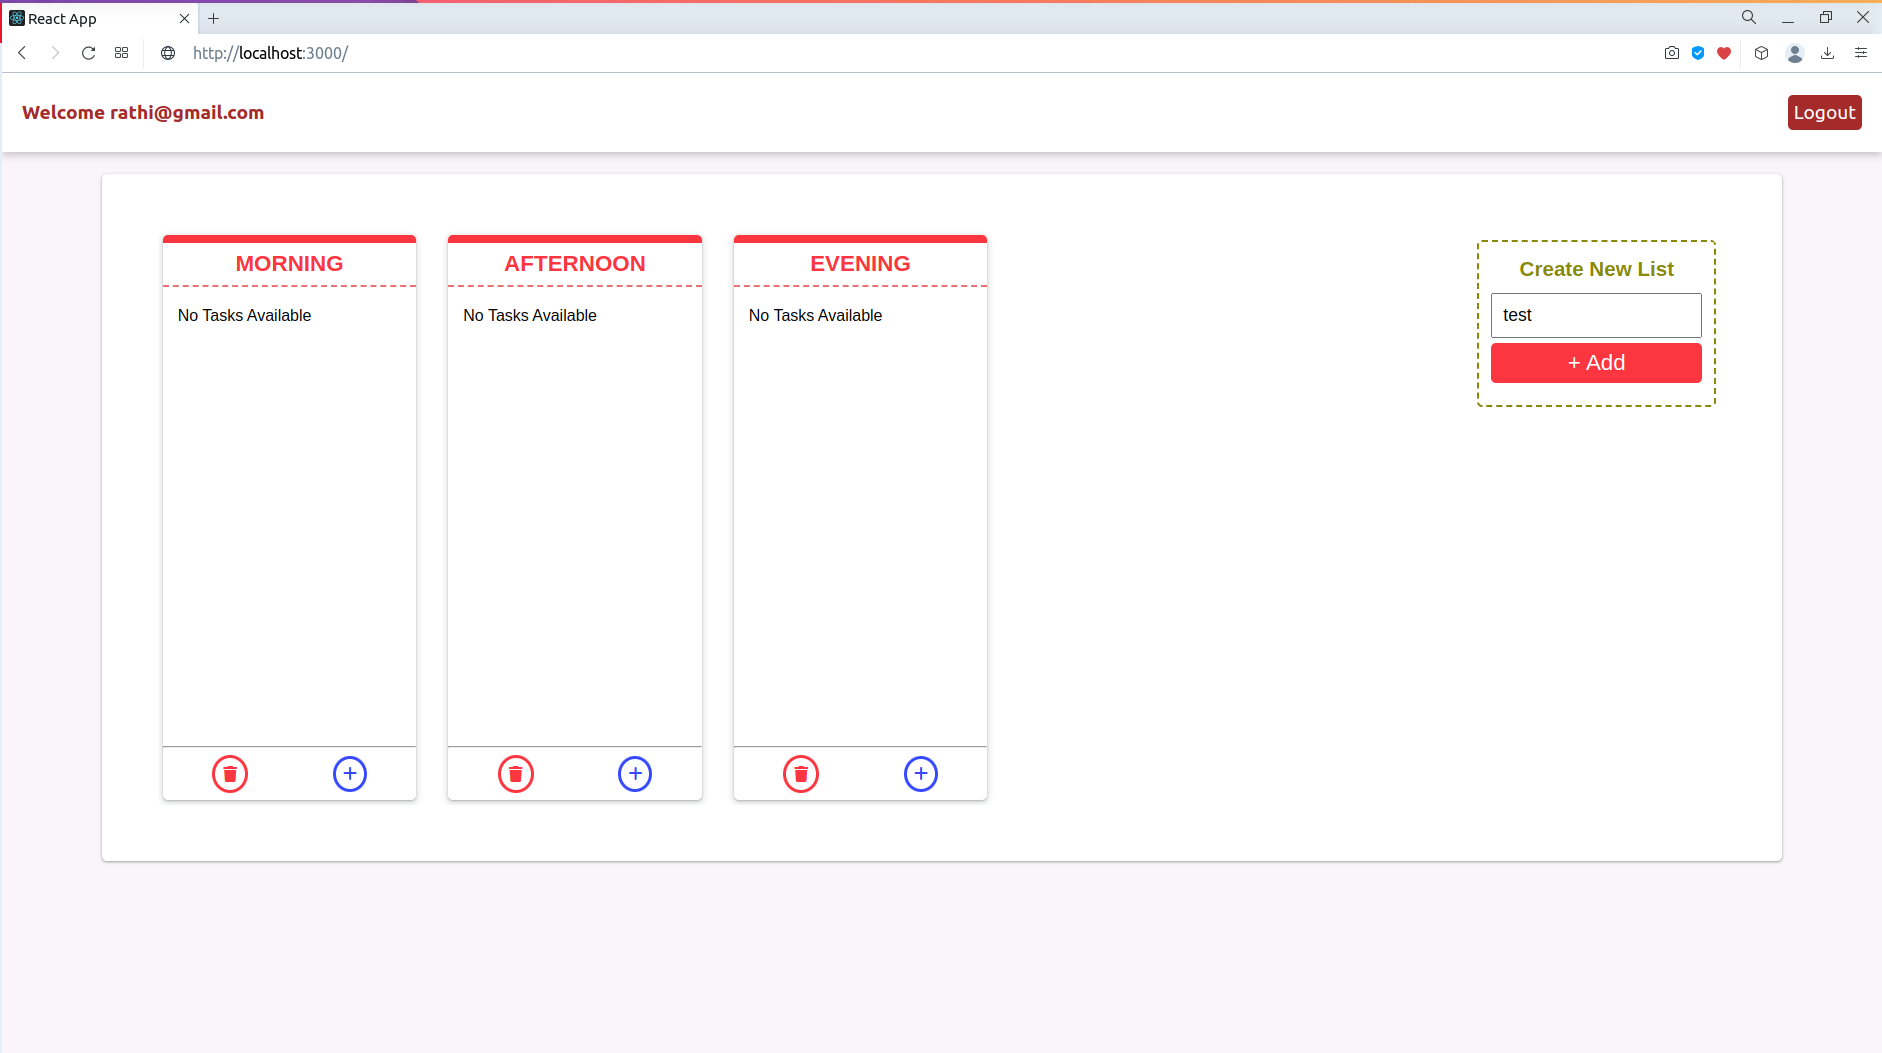 React App
http://localhost:3000/
Welcome rathi@gmail.com
Logout
MORNING
No Tasks Available
AFTERNOON
No Tasks Available
EVENING
No Tasks Available
Create New List
test
+ Add